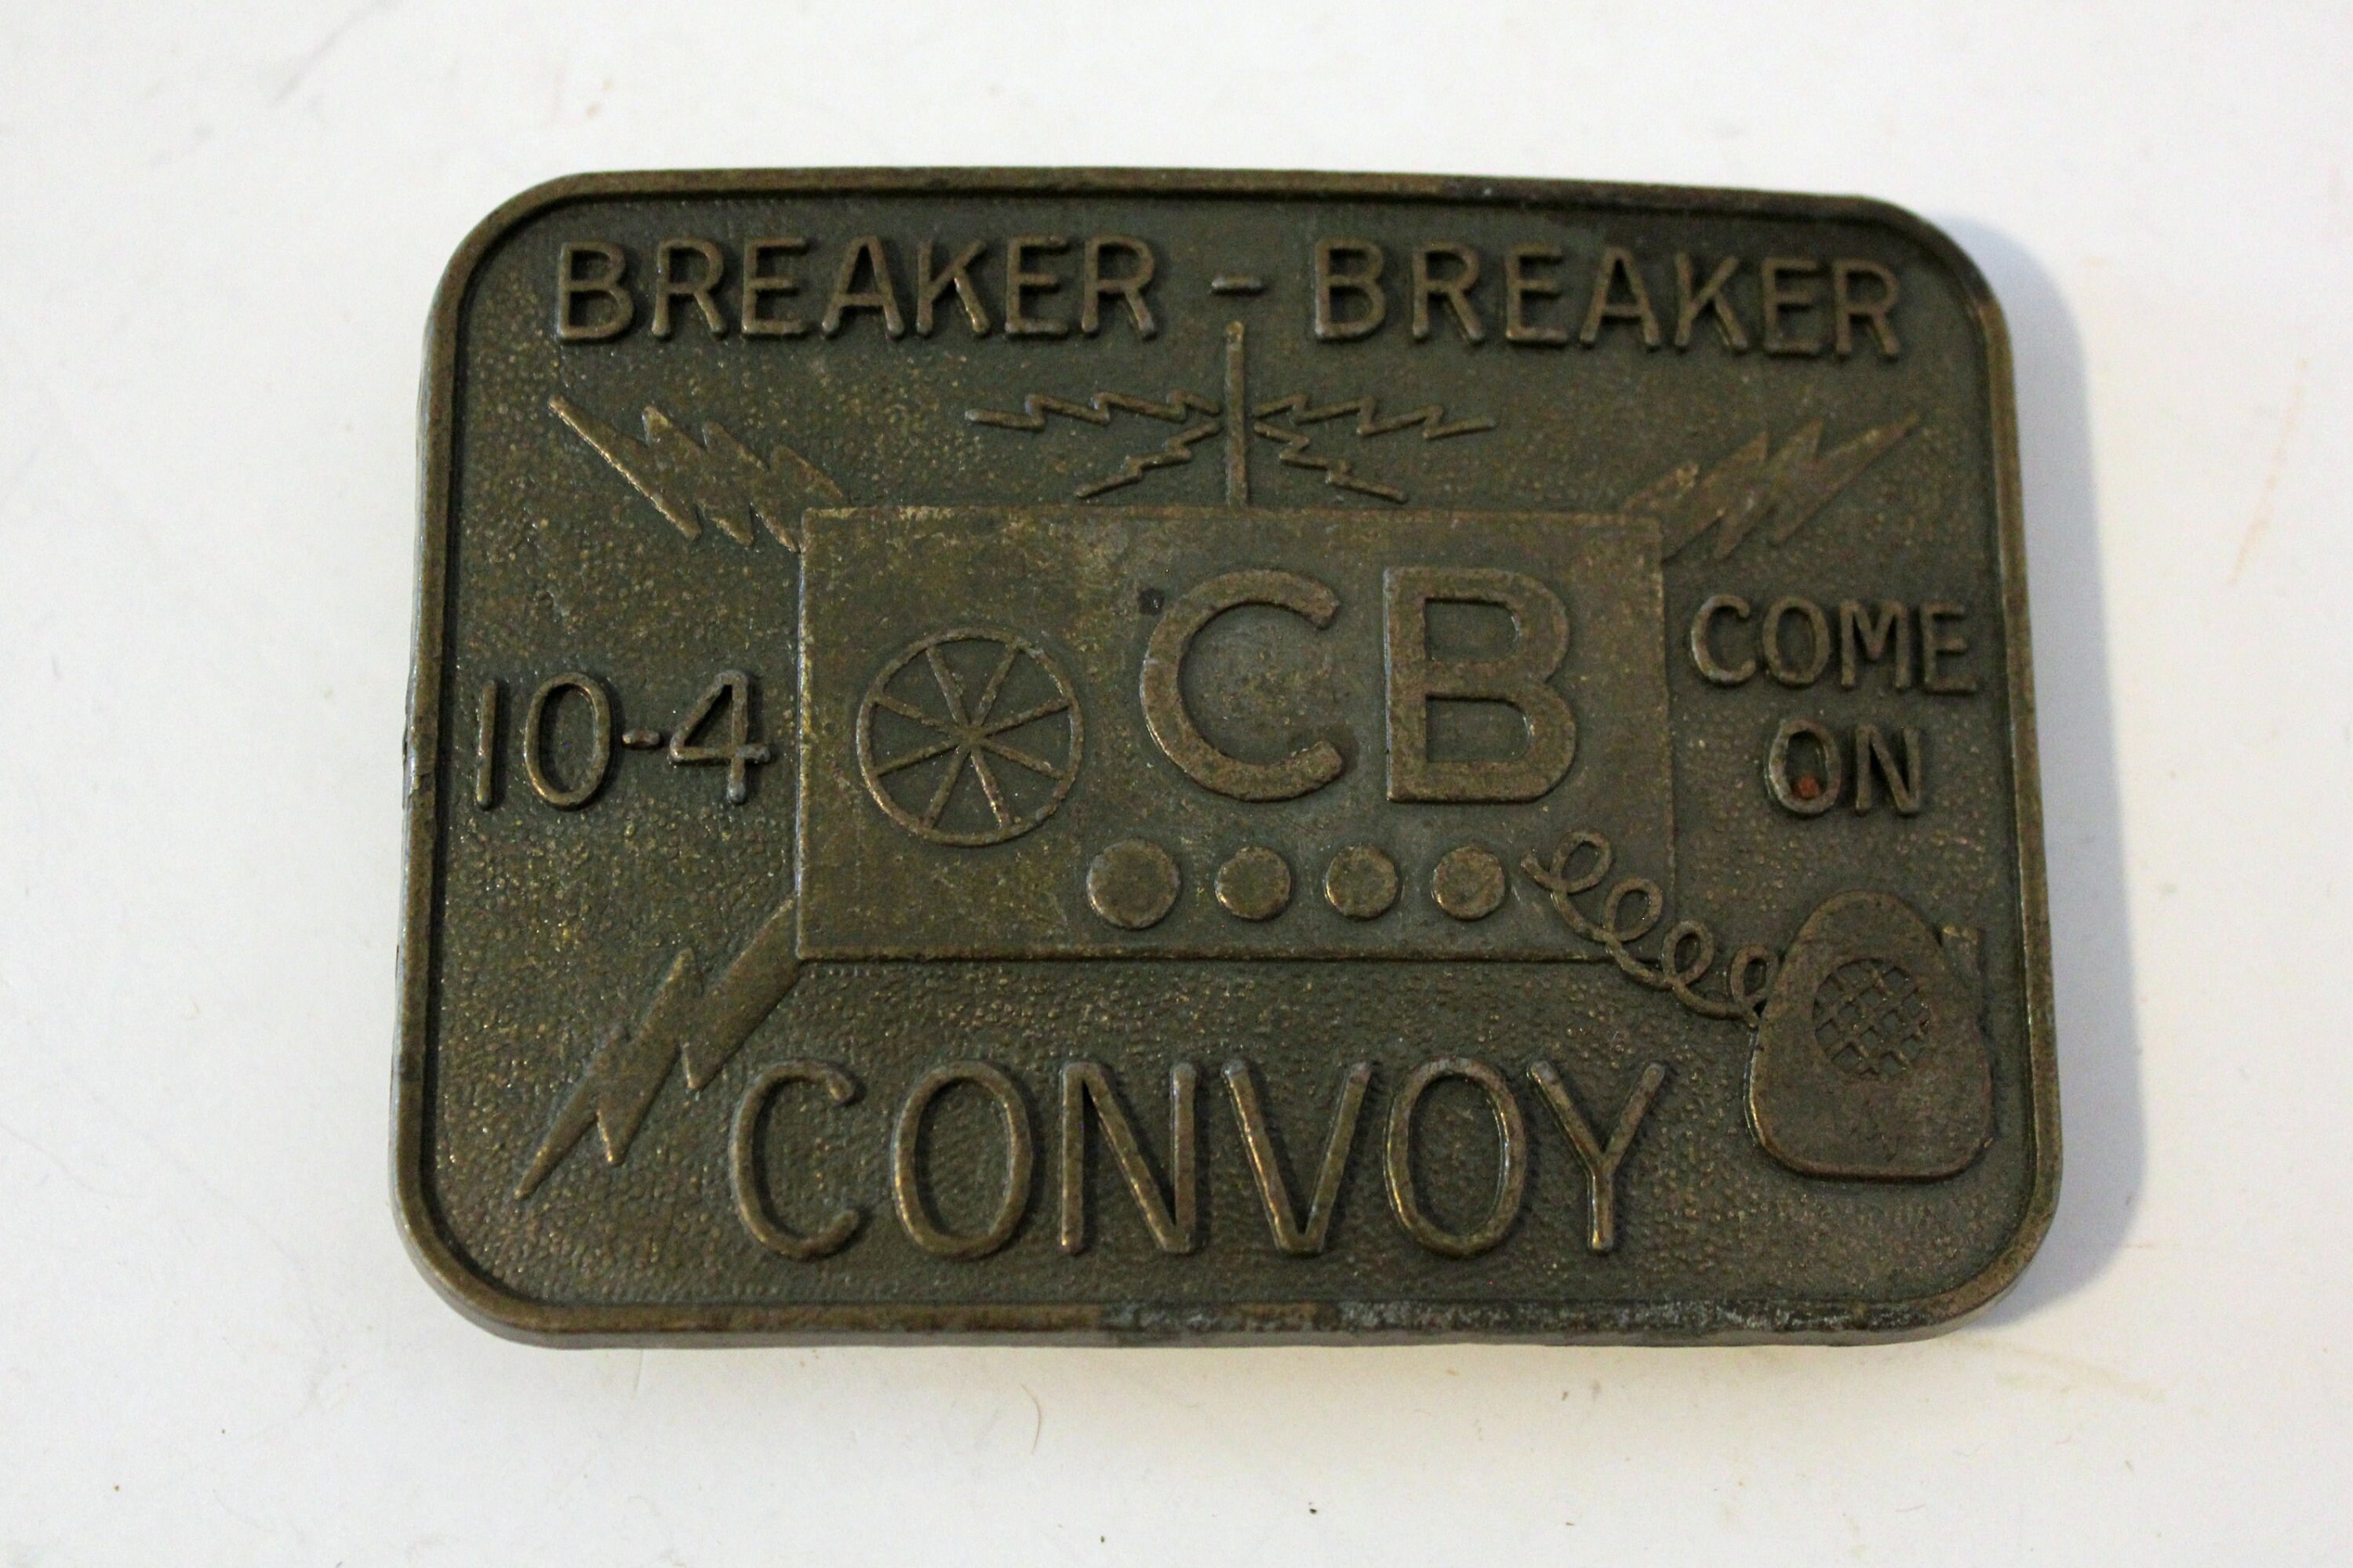 BREAKER - BREAKER
CB
10-4
COME
ON
CONVOY